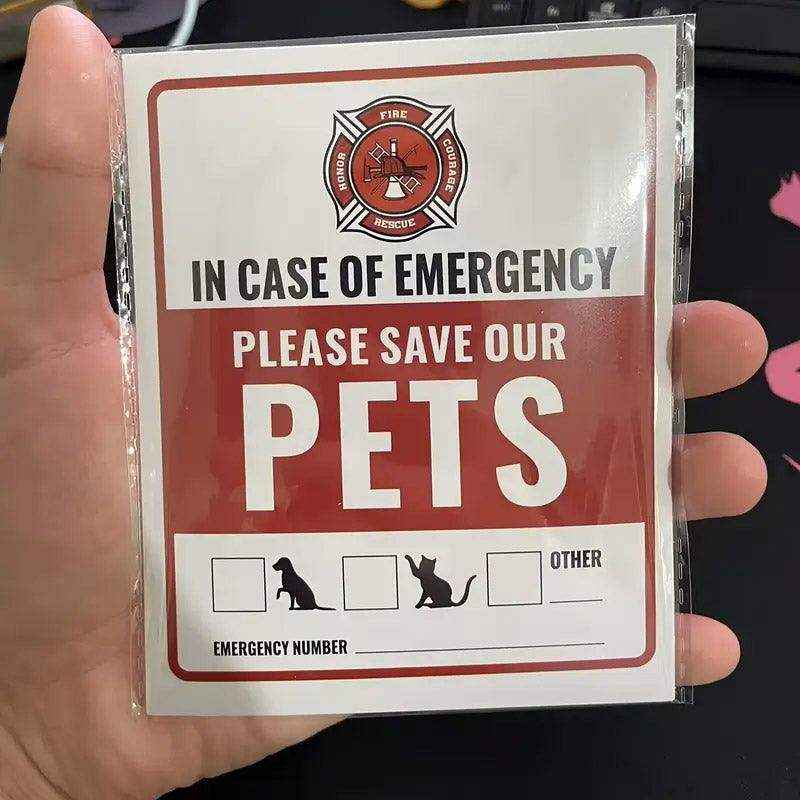 FIRE
HONOR
COURAGE
RESCUE
IN CASE OF EMERGENCY
PLEASE SAVE OUR
PETS
OTHER
EMERGENCY NUMBER